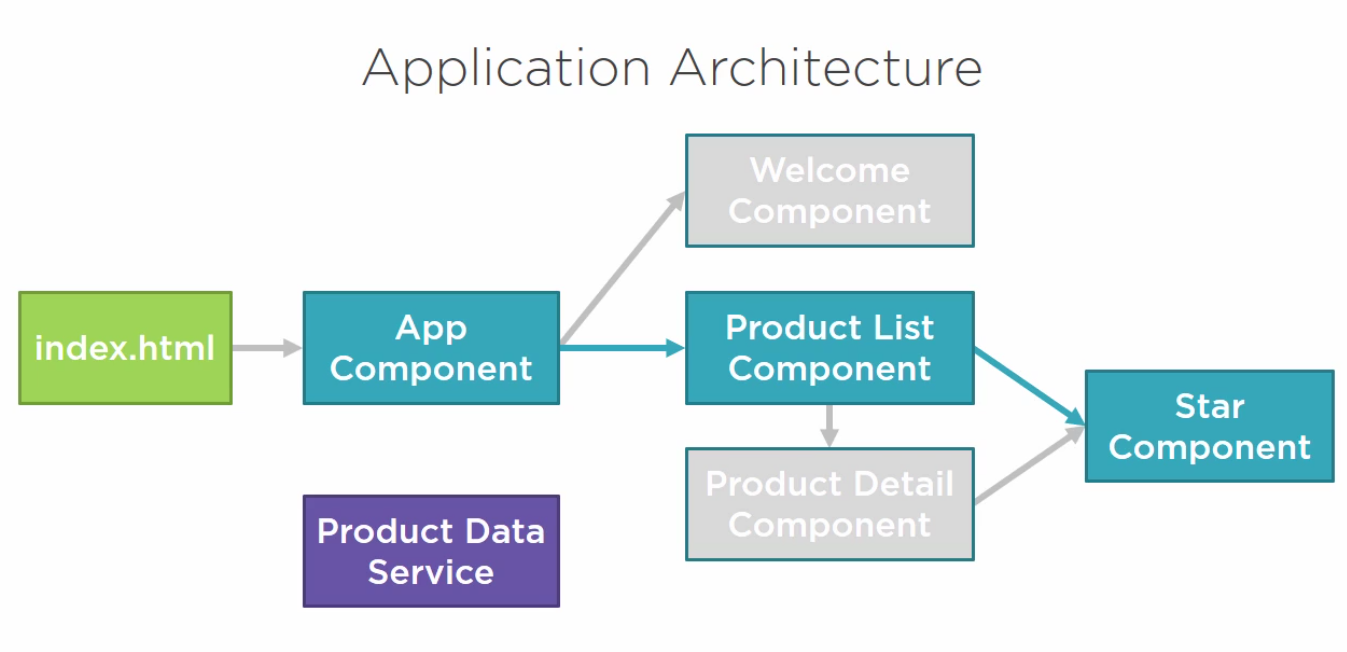 Application Architecture
Welcome
Component
index.html
App
Component
Product List
Component
Star
Component
Product Detail
Component
Product Data
Service